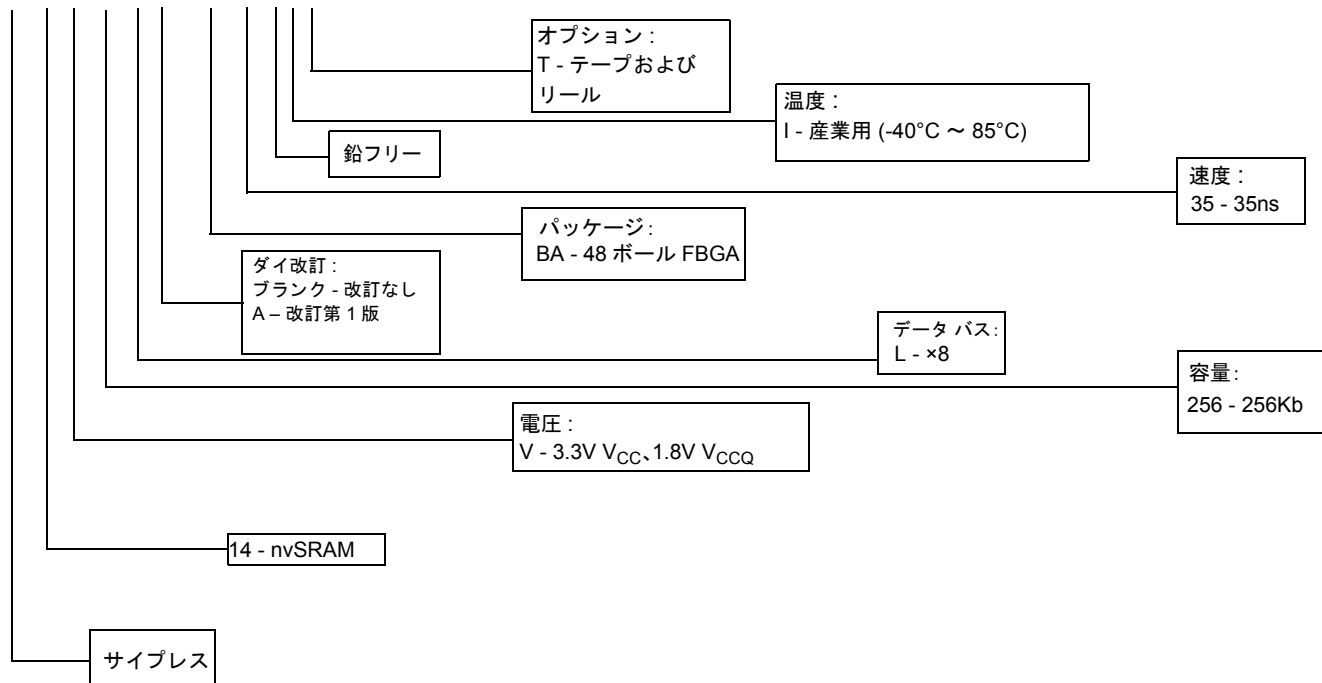 オプション :
T - テープおよび
リール
温度 :
I - 産業用 (-40°C ～ 85°C)
鉛フリー
速度 :
35 - 35ns
パッケージ :
BA - 48 ボール FBGA
ダイ改訂 :
ブランク - 改訂なし
A – 改訂第 1 版
データ バス :
L - ×8
容量 :
256 - 256Kb
電圧 :
V - 3.3V VCC、1.8V VCCQ
14 - nvSRAM
サイプレス